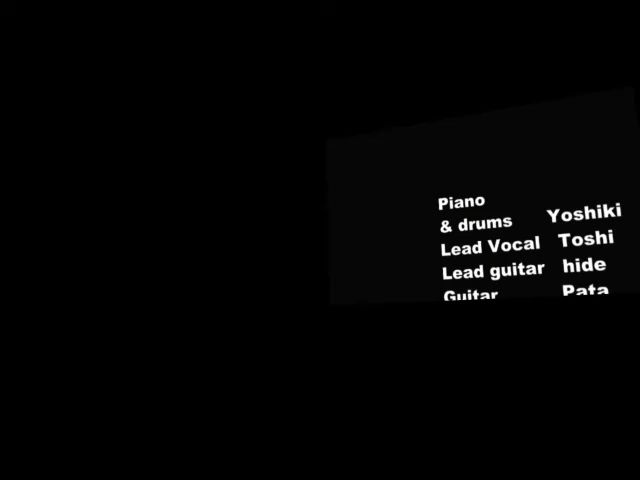 Piano
& drums Yoshiki
Lead Vocal Toshi
Lead guitar hide
Guitar Pata